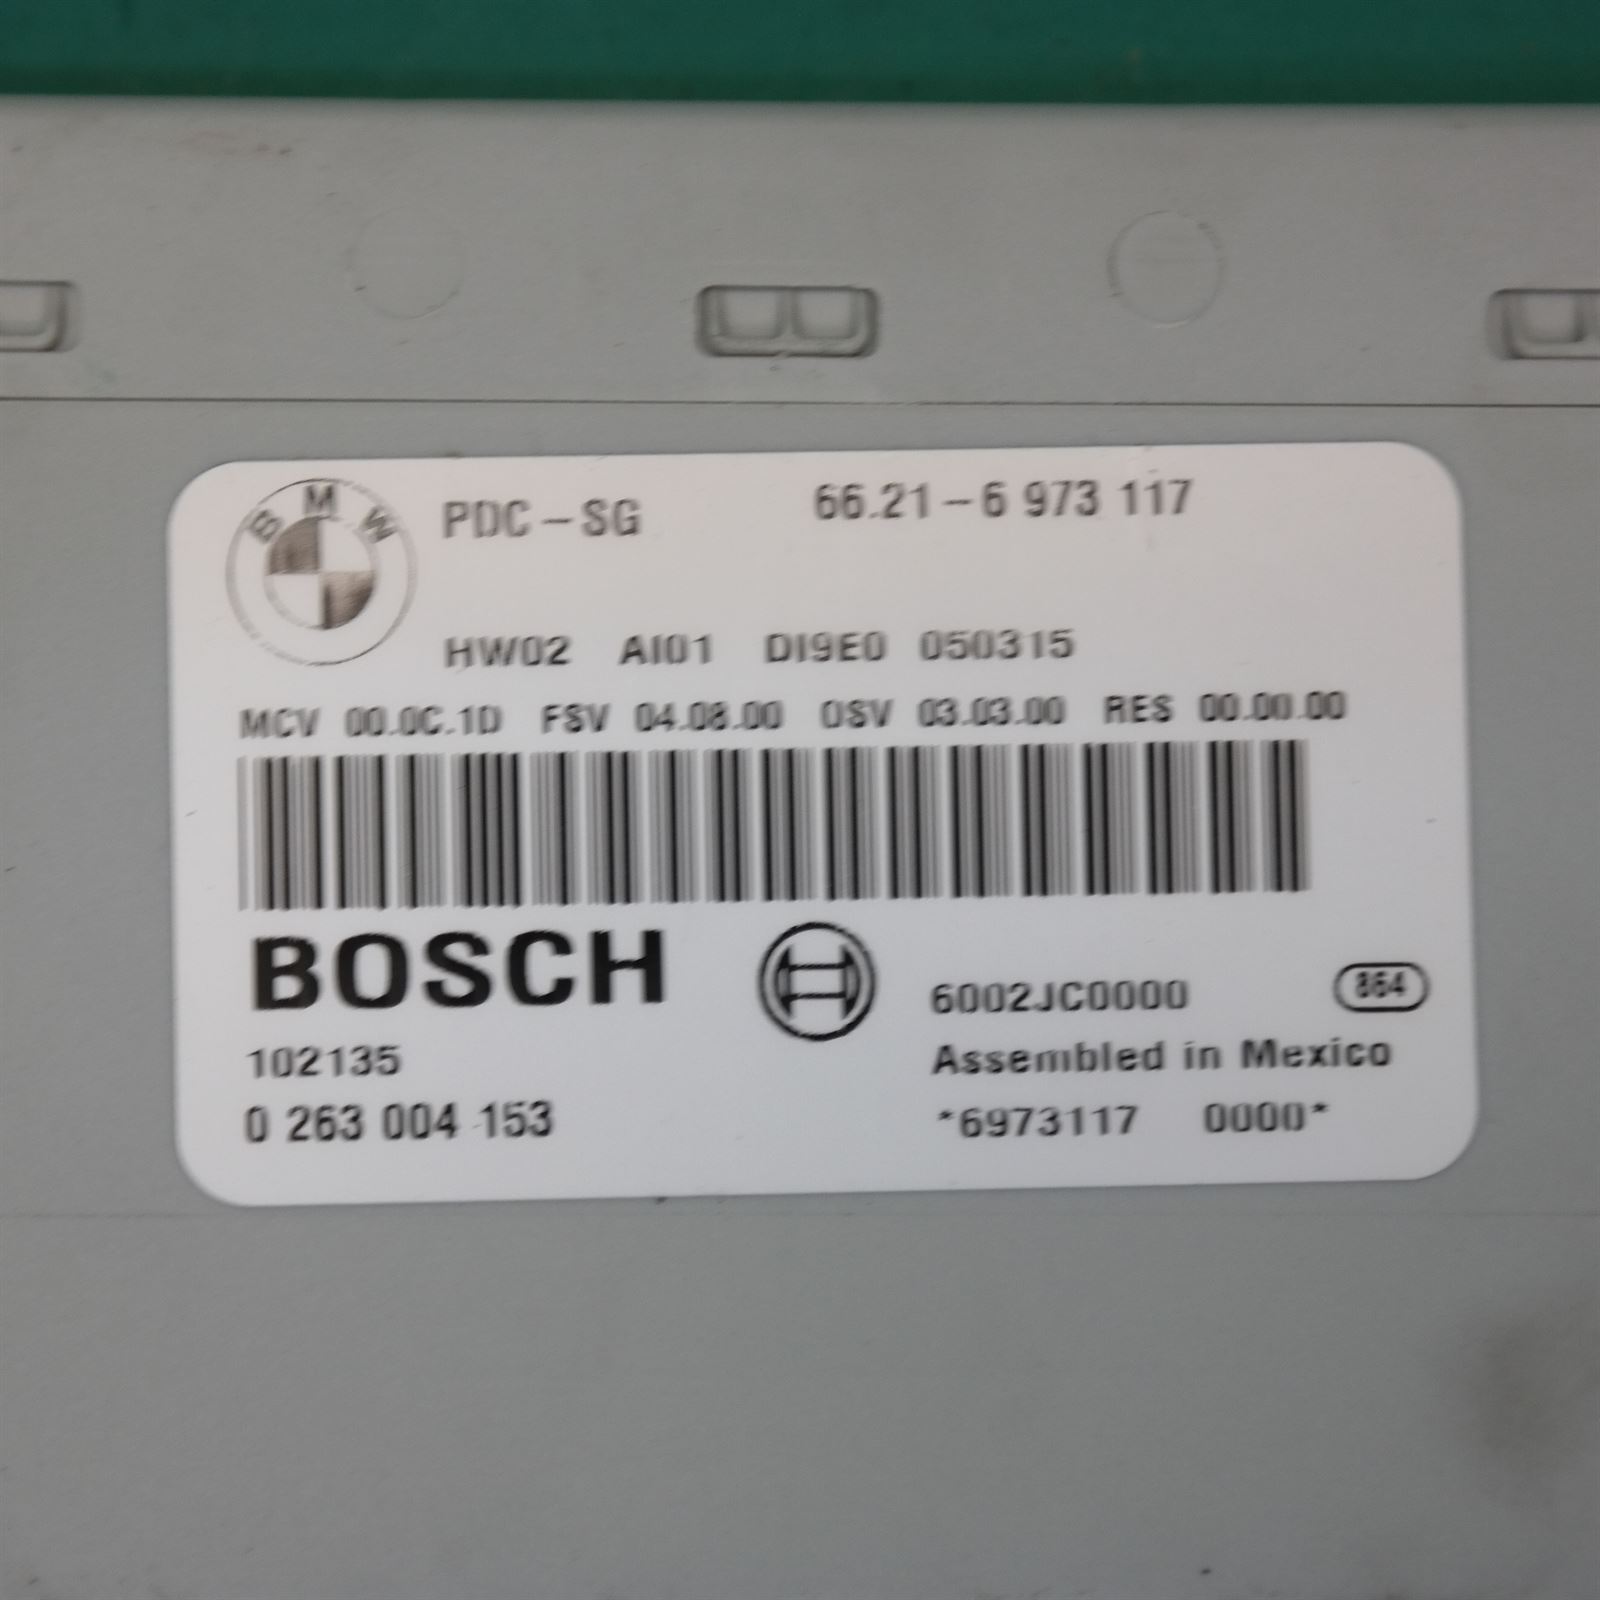 BMW PDC-SG 66.21-6 973 117
HW02 AI01 DI9E0 050315
MCV 00.0C.1D FSV 04.08.00 OSV 03.03.00 RES 00.00.00
BOSCH 6002JC0000 864
102135 Assembled in Mexico
0 263 004 153 *6973117 0000*